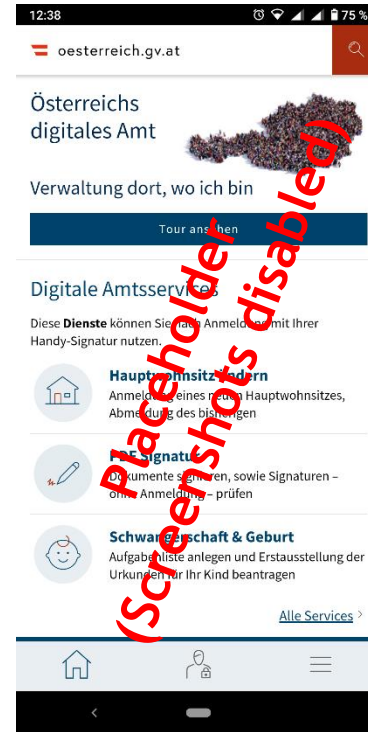 12:38
75 %
oesterreich.gv.at
Österreichs
digitales Amt
Verwaltung dort, wo ich bin
Tour ansehen
Digitale Amtsservices
Diese Dienste können Sie nach Anmeldung mit Ihrer
Handy-Signatur nutzen.
Hauptwohnsitz ändern
Anmeldung eines neuen Hauptwohnsitzes,
Abmeldung des bisherigen
PDF Signatur
Dokumente signieren, sowie Signaturen –
ohne Anmeldung – prüfen
Schwangerschaft & Geburt
Aufgabenliste anlegen und Erstausstellung der
Urkunden für Ihr Kind beantragen
Alle Services >
Placeholder
(Screenshots disabled)